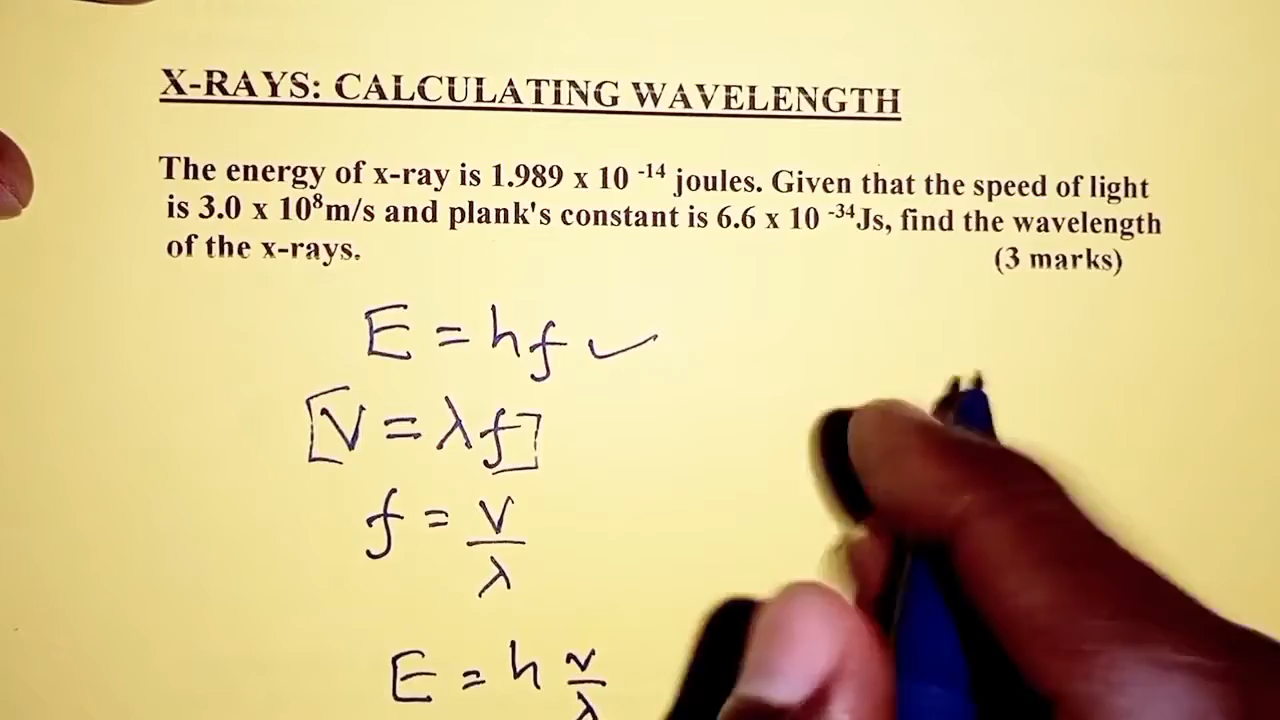 X-RAYS: CALCULATING WAVELENGTH
The energy of x-ray is 1.989 x 10 -14 joules. Given that the speed of light
is 3.0 x 10⁸m/s and plank's constant is 6.6 x 10 -34Js, find the wavelength
of the x-rays. (3 marks)
E = hf ✓
[V = λf]
f = v/λ
E = h v/λ